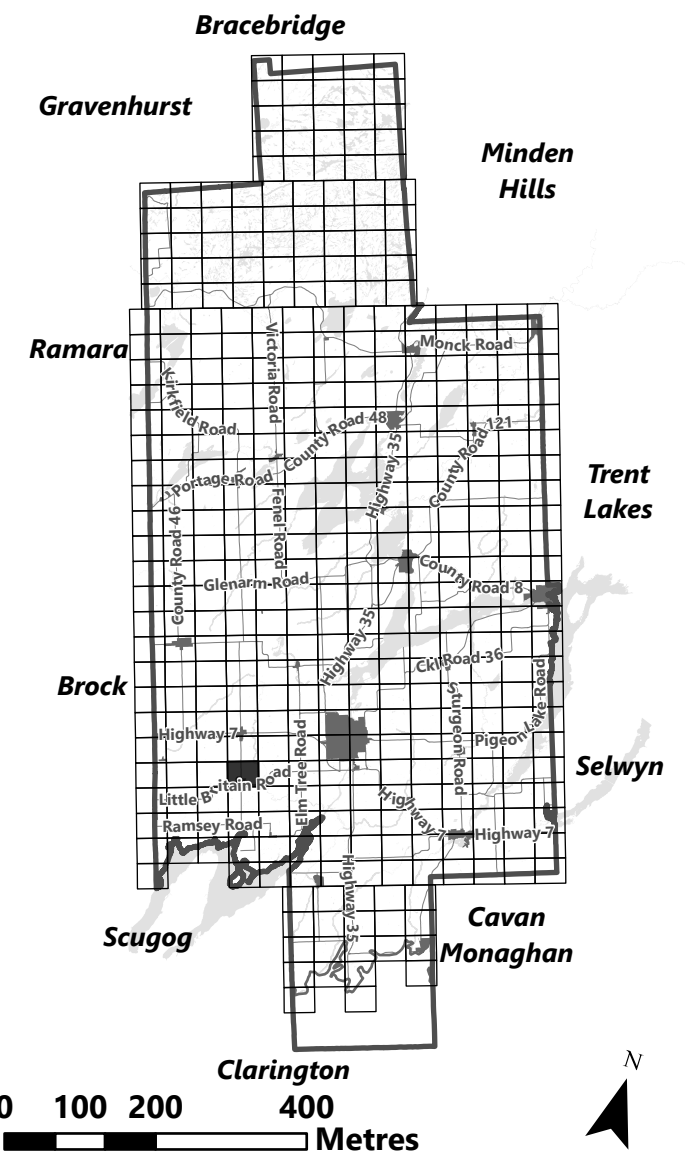 Bracebridge
Gravenhurst
Minden
Hills
Ramara
Monck Road
Victoria Road
Kirkfield Road
County Road 48
Highway 35
County Road 121
Portage Road
Trent
Lakes
Fenel Road
County Road 46
Glenarm Road
County Road 8
Highway 35
Ckl Road 36
Brock
Sturgeon Road
Pigeon Lake Road
Highway 7
Elm Tree Road
Selwyn
Little Britain Road
Highway 7
Ramsey Road
Highway 7
Highway 35
Scugog
Cavan
Monaghan
Clarington
N
0 100 200 400
Metres